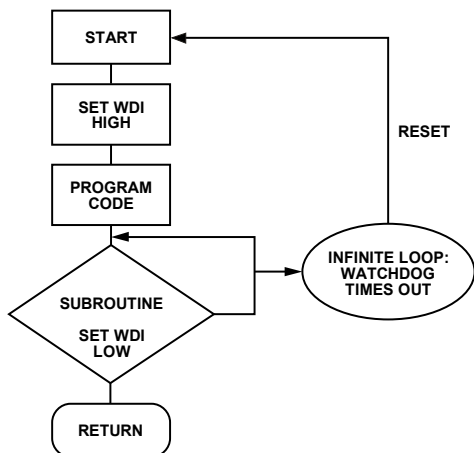 START
SET WDI
HIGH
PROGRAM
CODE
SUBROUTINE
SET WDI
LOW
RETURN
RESET
INFINITE LOOP:
WATCHDOG
TIMES OUT